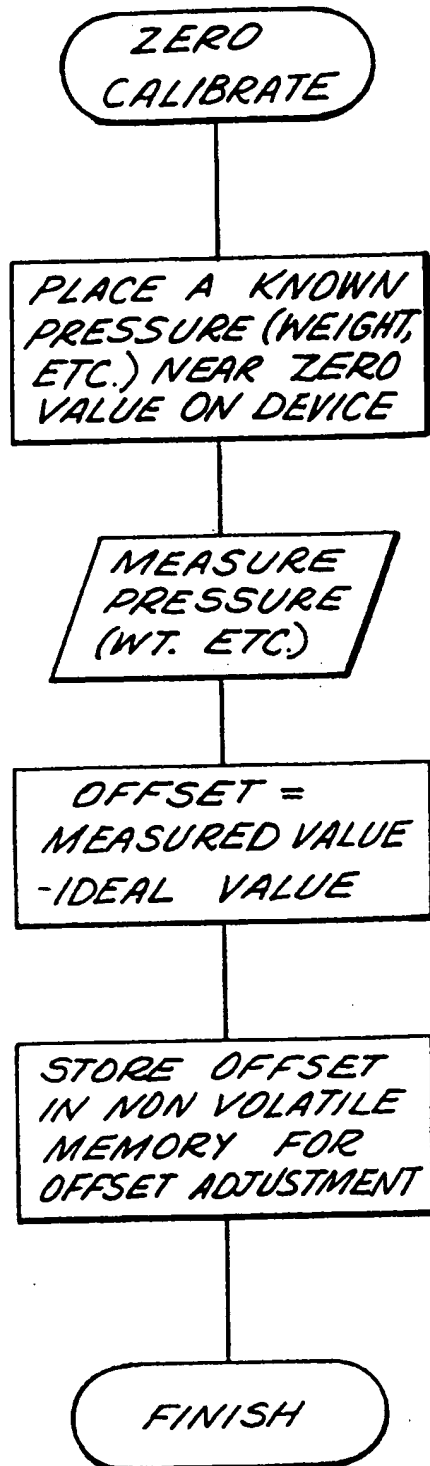 ZERO
CALIBRATE
PLACE A KNOWN
PRESSURE (WEIGHT,
ETC.) NEAR ZERO
VALUE ON DEVICE
MEASURE
PRESSURE
(WT. ETC.)
OFFSET =
MEASURED VALUE
-IDEAL VALUE
STORE OFFSET
IN NON VOLATILE
MEMORY FOR
OFFSET ADJUSTMENT
FINISH